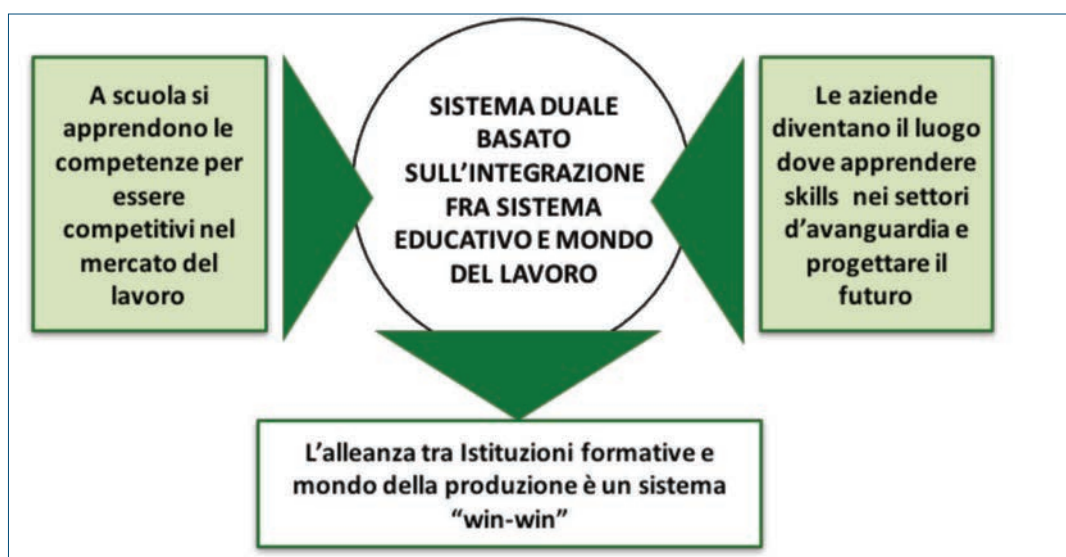 A scuola si
apprendono le
competenze per
essere
competitivi nel
mercato del
lavoro
SISTEMA DUALE
BASATO
SULL’INTEGRAZIONE
FRA SISTEMA
EDUCATIVO E MONDO
DEL LAVORO
Le aziende
diventano il luogo
dove apprendere
skills nei settori
d’avanguardia e
progettare il
futuro
L’alleanza tra Istituzioni formative e
mondo della produzione è un sistema
“win-win”